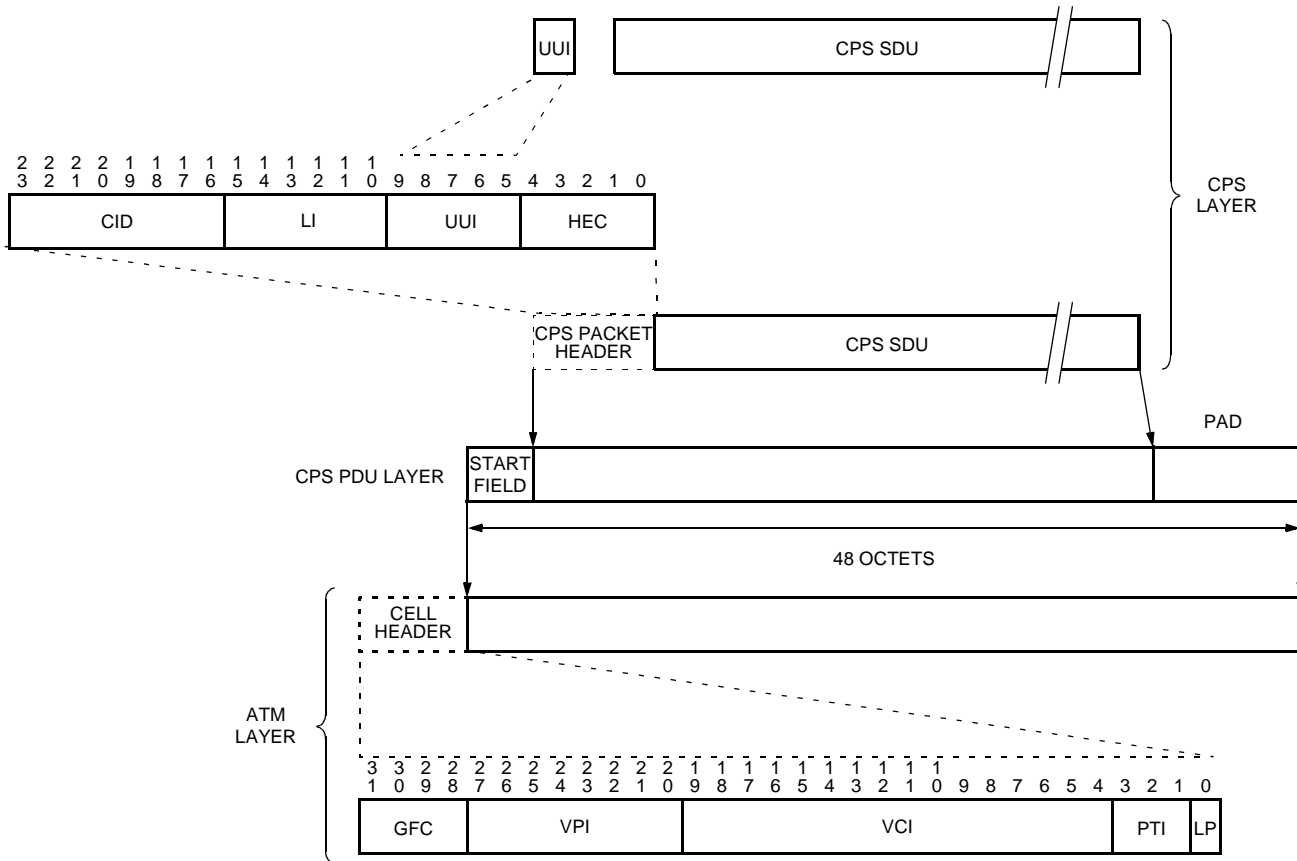 UUI
CPS SDU
2 2 2 2 1 1 1 1 1 1 1 1 1 1
3 2 1 0 9 8 7 6 5 4 3 2 1 0 9 8 7 6 5 4 3 2 1 0
CID LI UUI HEC
CPS
LAYER
CPS PACKET
HEADER
CPS SDU
PAD
CPS PDU LAYER
START
FIELD
48 OCTETS
CELL
HEADER
ATM
LAYER
3 3 2 2 2 2 2 2 2 2 2 2 1 1 1 1 1 1 1 1 1 1
1 0 9 8 7 6 5 4 3 2 1 0 9 8 7 6 5 4 3 2 1 0 9 8 7 6 5 4 3 2 1 0
GFC VPI VCI PTI LP